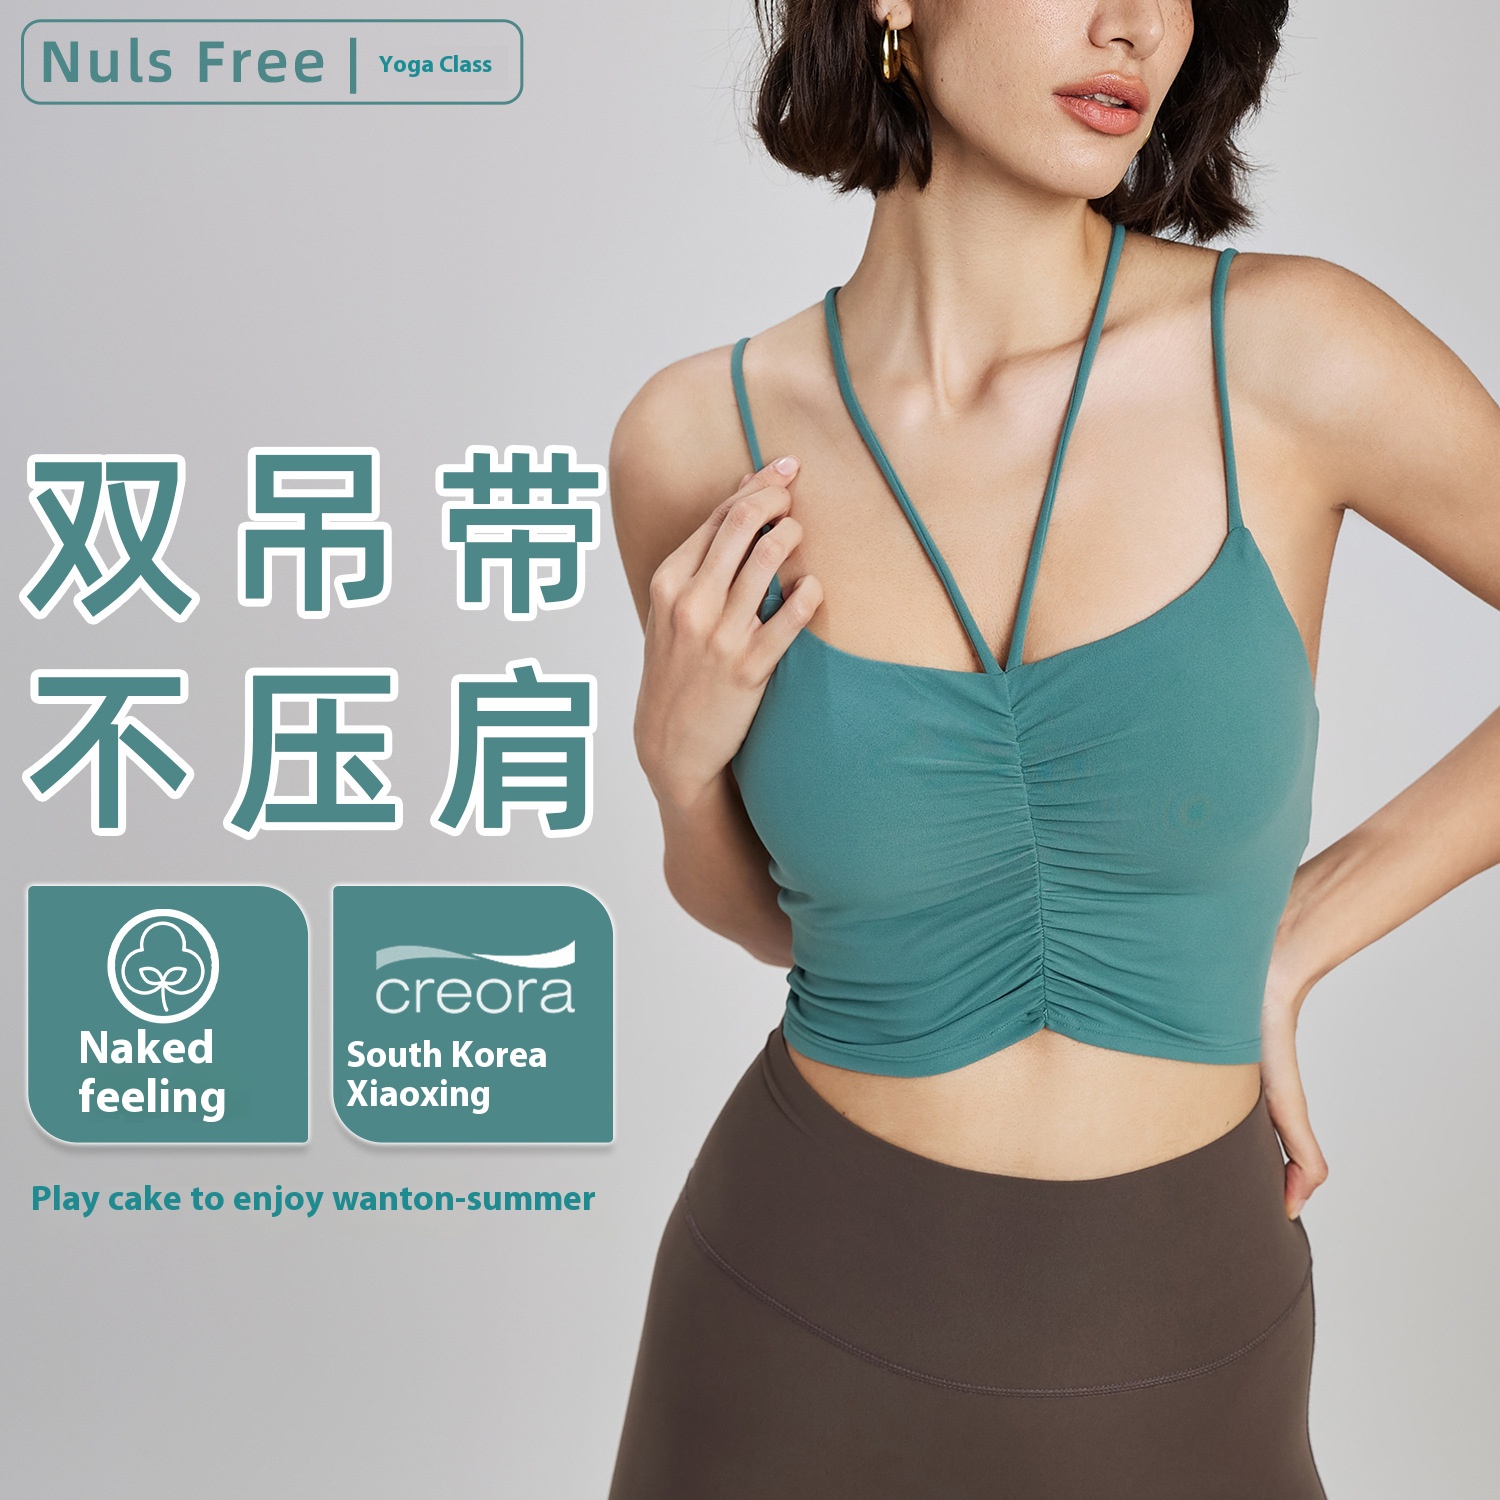 Nuls Free | Yoga Class
双吊带
不压肩
Naked
feeling
creora
South Korea
Xiaoxing
Play cake to enjoy wanton-summer